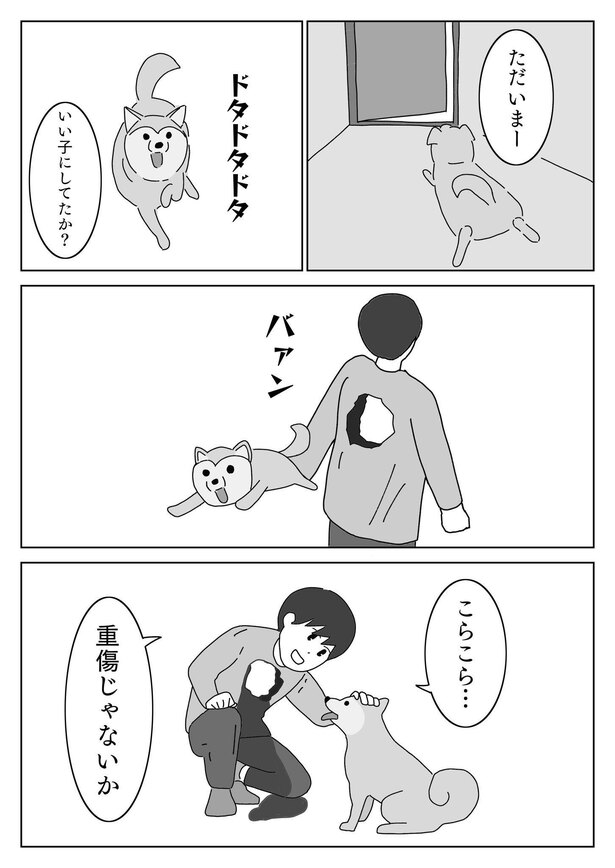 ただいまー
ドタドタドタ
いい子にしてたか?
バァン
こらこら…
重傷じゃないか